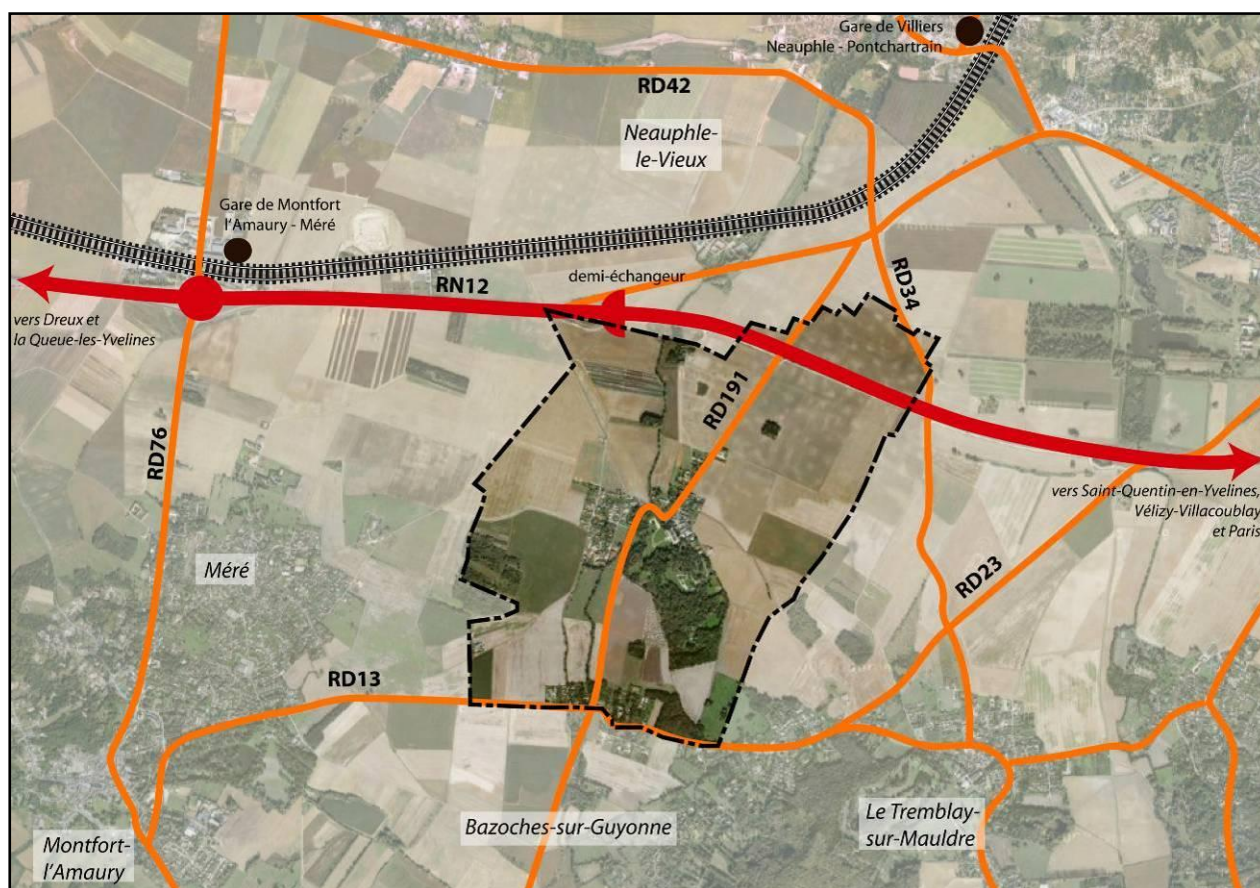 Gare de Villiers
Neauphle - Pontchartrain
RD42
Neauphle-
le-Vieux
Gare de Montfort
l'Amaury - Méré
demi-échangeur
RN12
RD34
vers Dreux et
la Queue-les-Yvelines
RD191
RD76
vers Saint-Quentin-en-Yvelines,
Vélizy-Villacoublay
et Paris
Méré
RD23
RD13
Bazoches-sur-Guyonne
Le Tremblay-
sur-Mauldre
Montfort-
l'Amaury